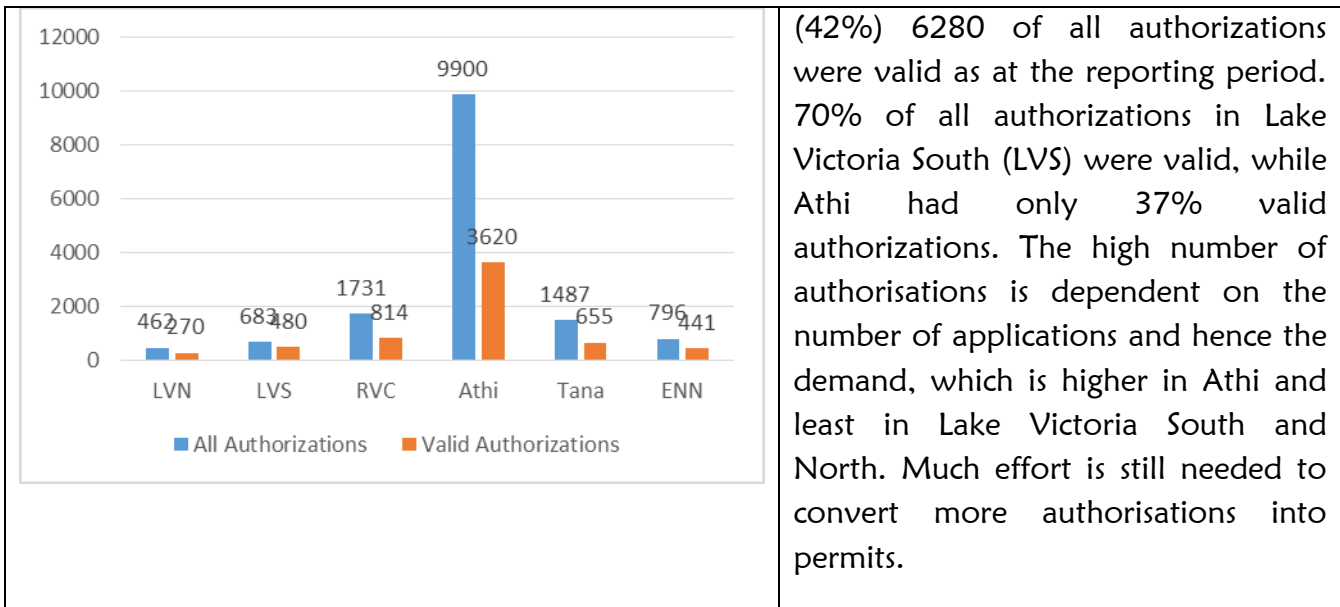 12000
10000
8000
6000
4000
2000
0
462
270
683
480
1731
814
9900
3620
1487
655
796
441
LVN LVS RVC Athi Tana ENN
All Authorizations Valid Authorizations
(42%) 6280 of all authorizations
were valid as at the reporting period.
70% of all authorizations in Lake
Victoria South (LVS) were valid, while
Athi had only 37% valid
authorizations. The high number of
authorisations is dependent on the
number of applications and hence the
demand, which is higher in Athi and
least in Lake Victoria South and
North. Much effort is still needed to
convert more authorisations into
permits.